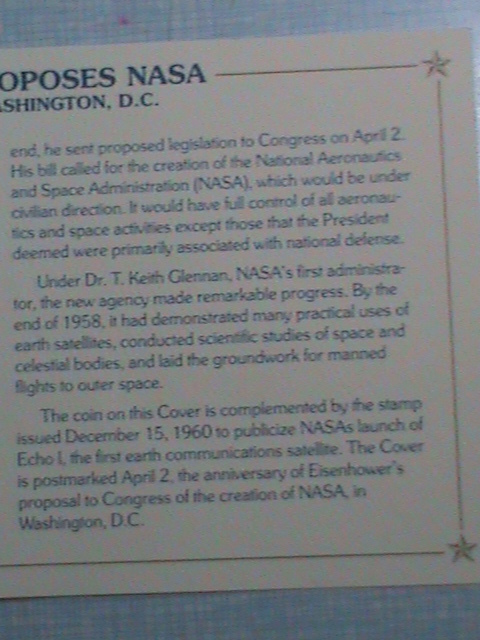 OPOSES NASA
ASHINGTON, D.C.
end, he sent proposed legislation to Congress on April 2.
His bill called for the creation of the National Aeronautics
and Space Administration (NASA), which would be under
civilian direction. It would have full control of all aeronau-
tics and space activities except those that the President
deemed were primarily associated with national defense.
Under Dr. T. Keith Glennan, NASA's first administra-
tor, the new agency made remarkable progress. By the
end of 1958, it had demonstrated many practical uses of
earth satellites, conducted scientific studies of space and
celestial bodies, and laid the groundwork for manned
flights to outer space.
The coin on this Cover is complemented by the stamp
issued December 15, 1960 to publicize NASAs launch of
Echo I, the first earth communications satellite. The Cover
is postmarked April 2, the anniversary of Eisenhower's
proposal to Congress of the creation of NASA, in
Washington, D.C.